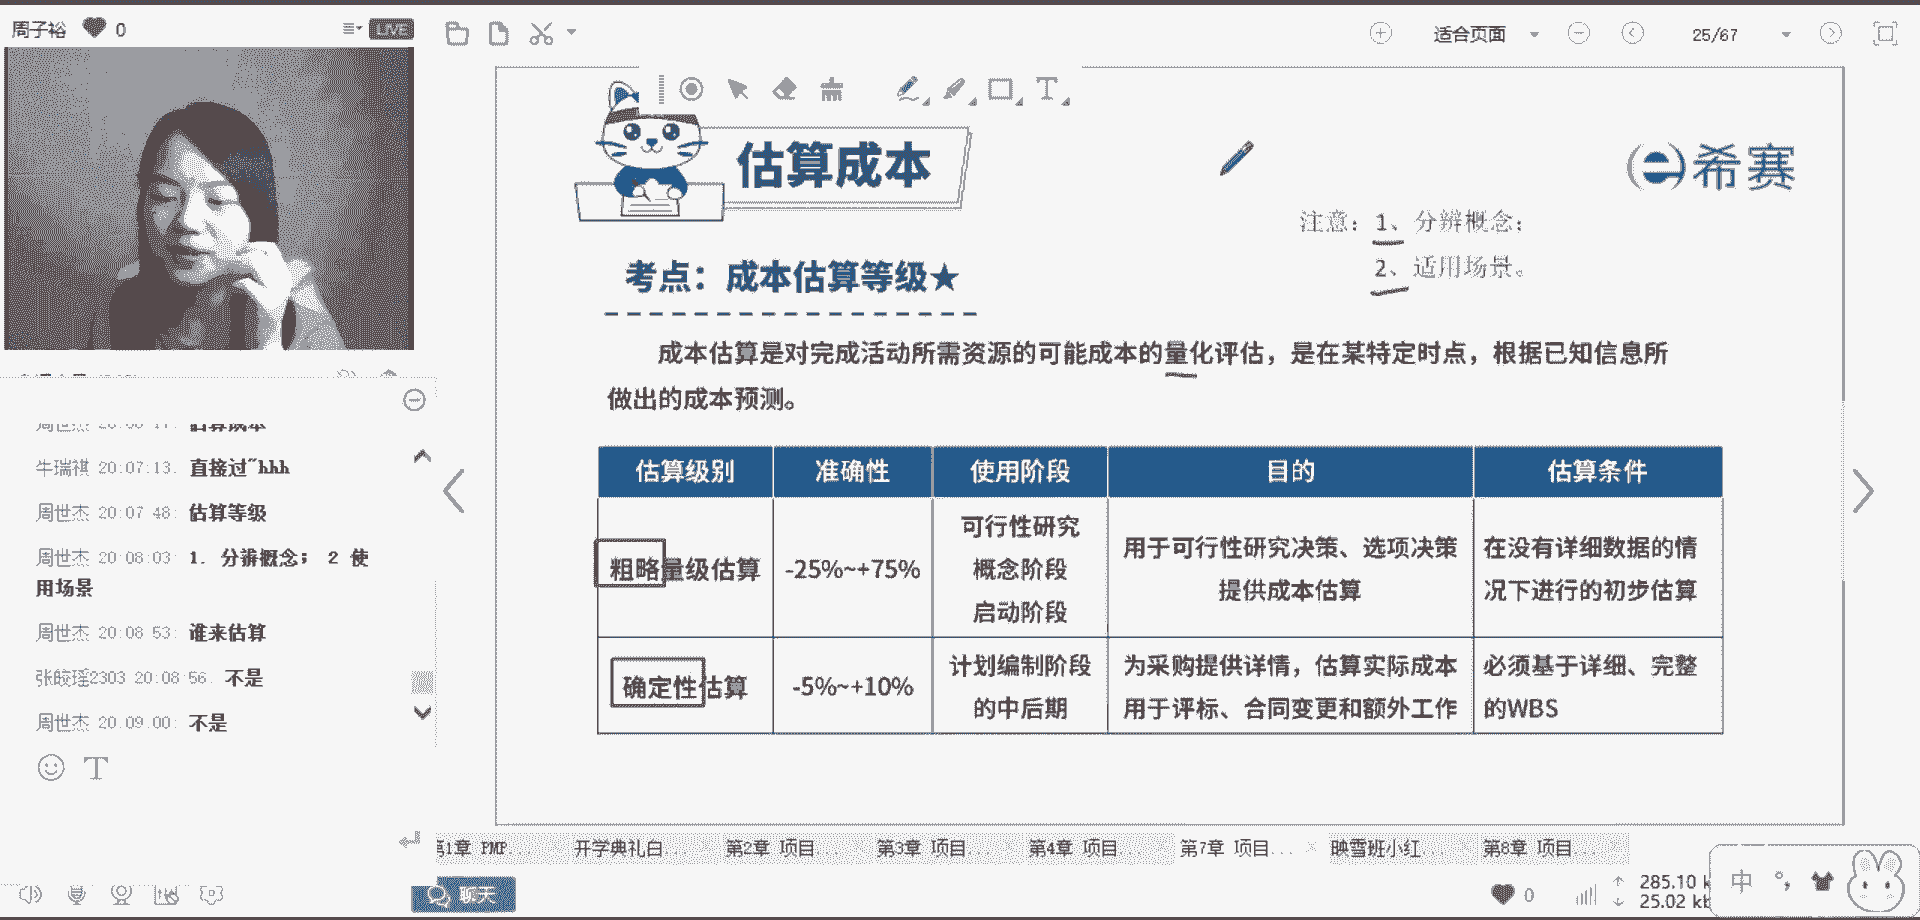 周子裕 0
LIVE
适合页面
25/67
估算成本
希赛
注意：1、分辨概念；
2、适用场景。
考点：成本估算等级★
成本估算是对完成活动所需资源的可能成本的量化评估，是在某特定时点，根据已知信息所
做出的成本预测。
估算级别 准确性 使用阶段 目的 估算条件
粗略量级估算 -25%~+75%
可行性研究
概念阶段
启动阶段
用于可行性研究决策、选项决策
提供成本估算
在没有详细数据的情
况下进行的初步估算
确定性估算 -5%~+10%
计划编制阶段
的中后期
为采购提供详情，估算实际成本
用于评标、合同变更和额外工作
必须基于详细、完整
的WBS
牛瑞祺 20:07:13: 直接过~hhh
周世杰 20:07:48: 估算等级
周世杰 20:08:03: 1. 分辨概念； 2 使
用场景
周世杰 20:08:53: 谁来估算
张皎瑶2303 20:08:56: 不是
周世杰 20:09:00: 不是
第1章 PMP...
开学典礼白...
第2章 项目...
第3章 项目...
第4章 项目...
第7章 项目...
映雪班小红...
第8章 项目...
聊天
0
285.10 k
25.02 kb
中